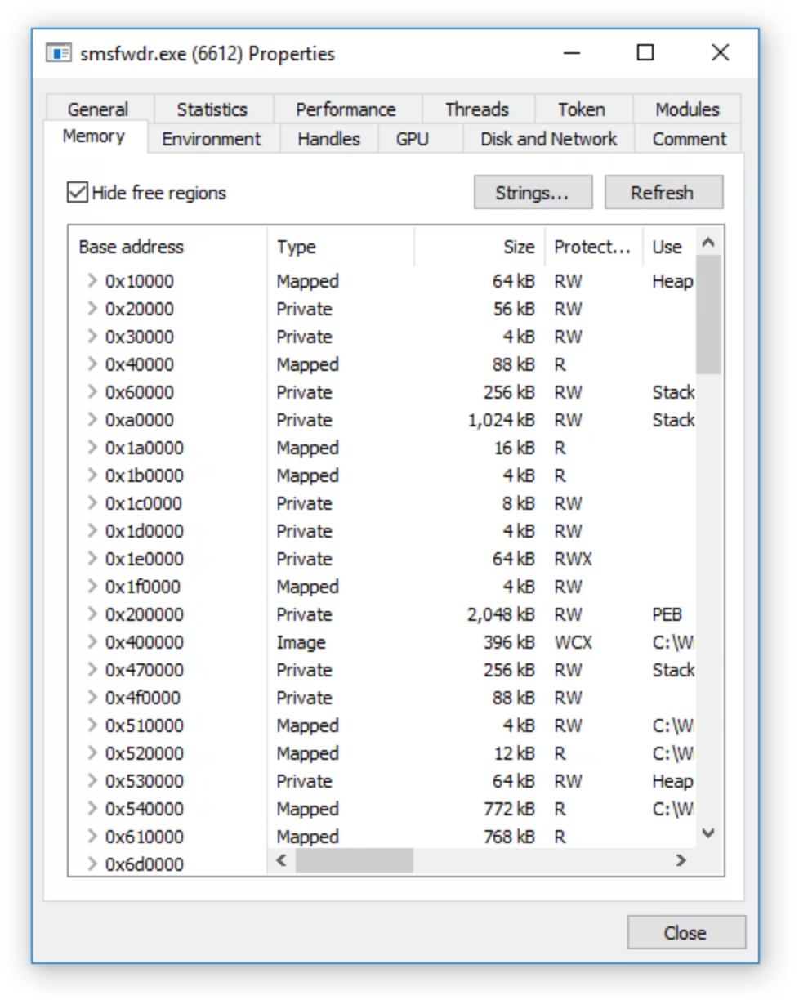 smsfwdr.exe (6612) Properties
General Statistics Performance Threads Token Modules
Memory Environment Handles GPU Disk and Network Comment
Hide free regions Strings... Refresh
Base address Type Size Protect... Use
0x10000 Mapped 64 kB RW Heap
0x20000 Private 56 kB RW
0x30000 Private 4 kB RW
0x40000 Mapped 88 kB R
0x60000 Private 256 kB RW Stack
0xa0000 Private 1,024 kB RW Stack
0x1a0000 Mapped 16 kB R
0x1b0000 Mapped 4 kB R
0x1c0000 Private 8 kB RW
0x1d0000 Private 4 kB RW
0x1e0000 Private 64 kB RWX
0x1f0000 Mapped 4 kB RW
0x200000 Private 2,048 kB RW PEB
0x400000 Image 396 kB WCX C:\W
0x470000 Private 256 kB RW Stack
0x4f0000 Private 88 kB RW
0x510000 Mapped 4 kB RW C:\W
0x520000 Mapped 12 kB R C:\W
0x530000 Private 64 kB RW Heap
0x540000 Mapped 772 kB R C:\W
0x610000 Mapped 768 kB R
0x6d0000
Close